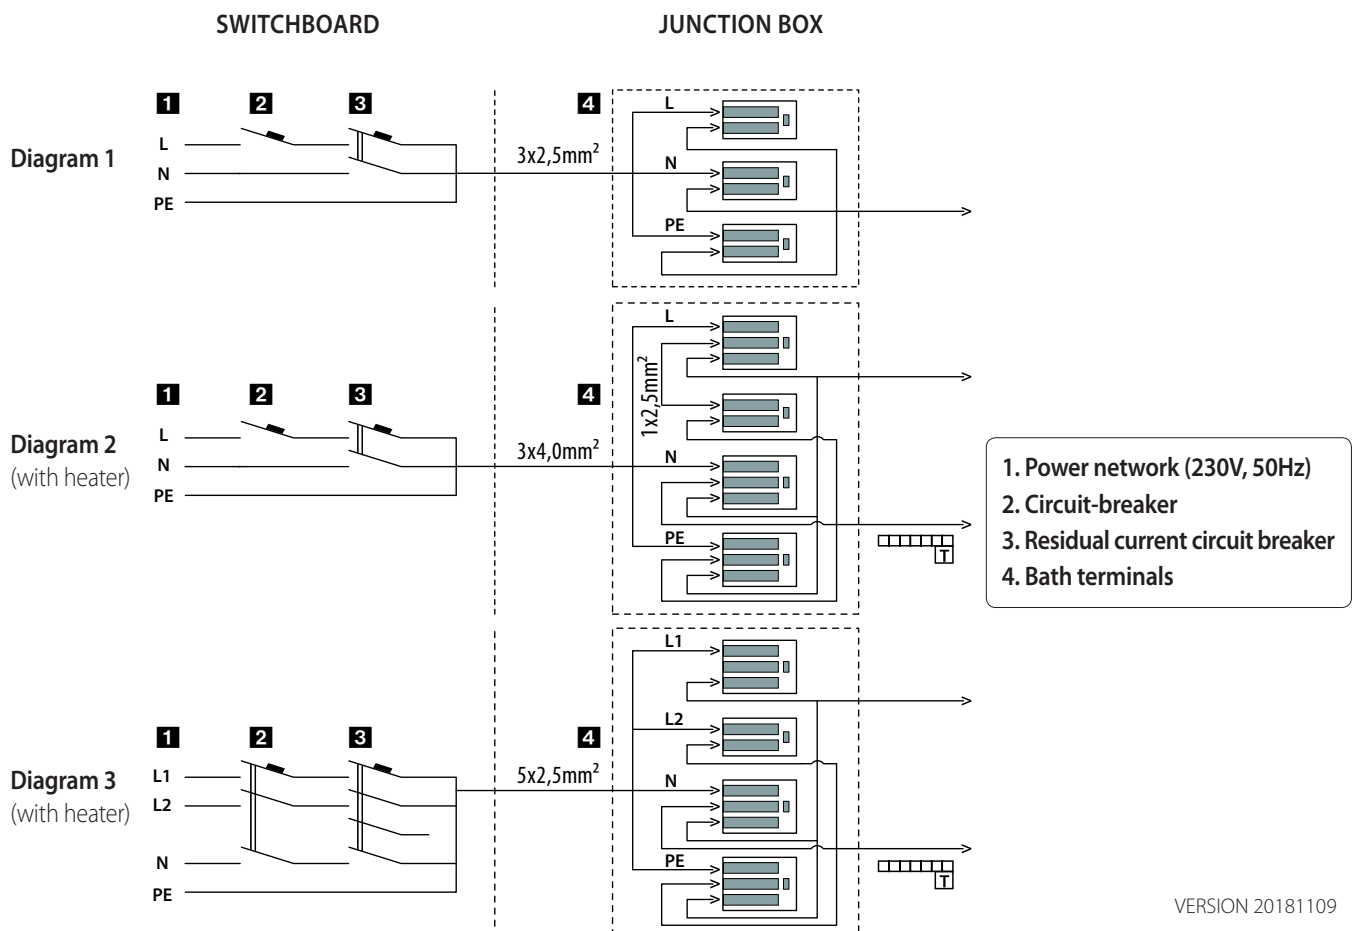 SWITCHBOARD
JUNCTION BOX
Diagram 1
1
2
3
4
L
N
PE
3x2,5mm²
L
N
PE
Diagram 2
(with heater)
1
2
3
4
L
N
PE
3x4,0mm²
L
1x2,5mm²
N
PE
T
1. Power network (230V, 50Hz)
2. Circuit-breaker
3. Residual current circuit breaker
4. Bath terminals
Diagram 3
(with heater)
1
2
3
4
L1
L2
N
PE
5x2,5mm²
L1
L2
N
PE
T
VERSION 20181109